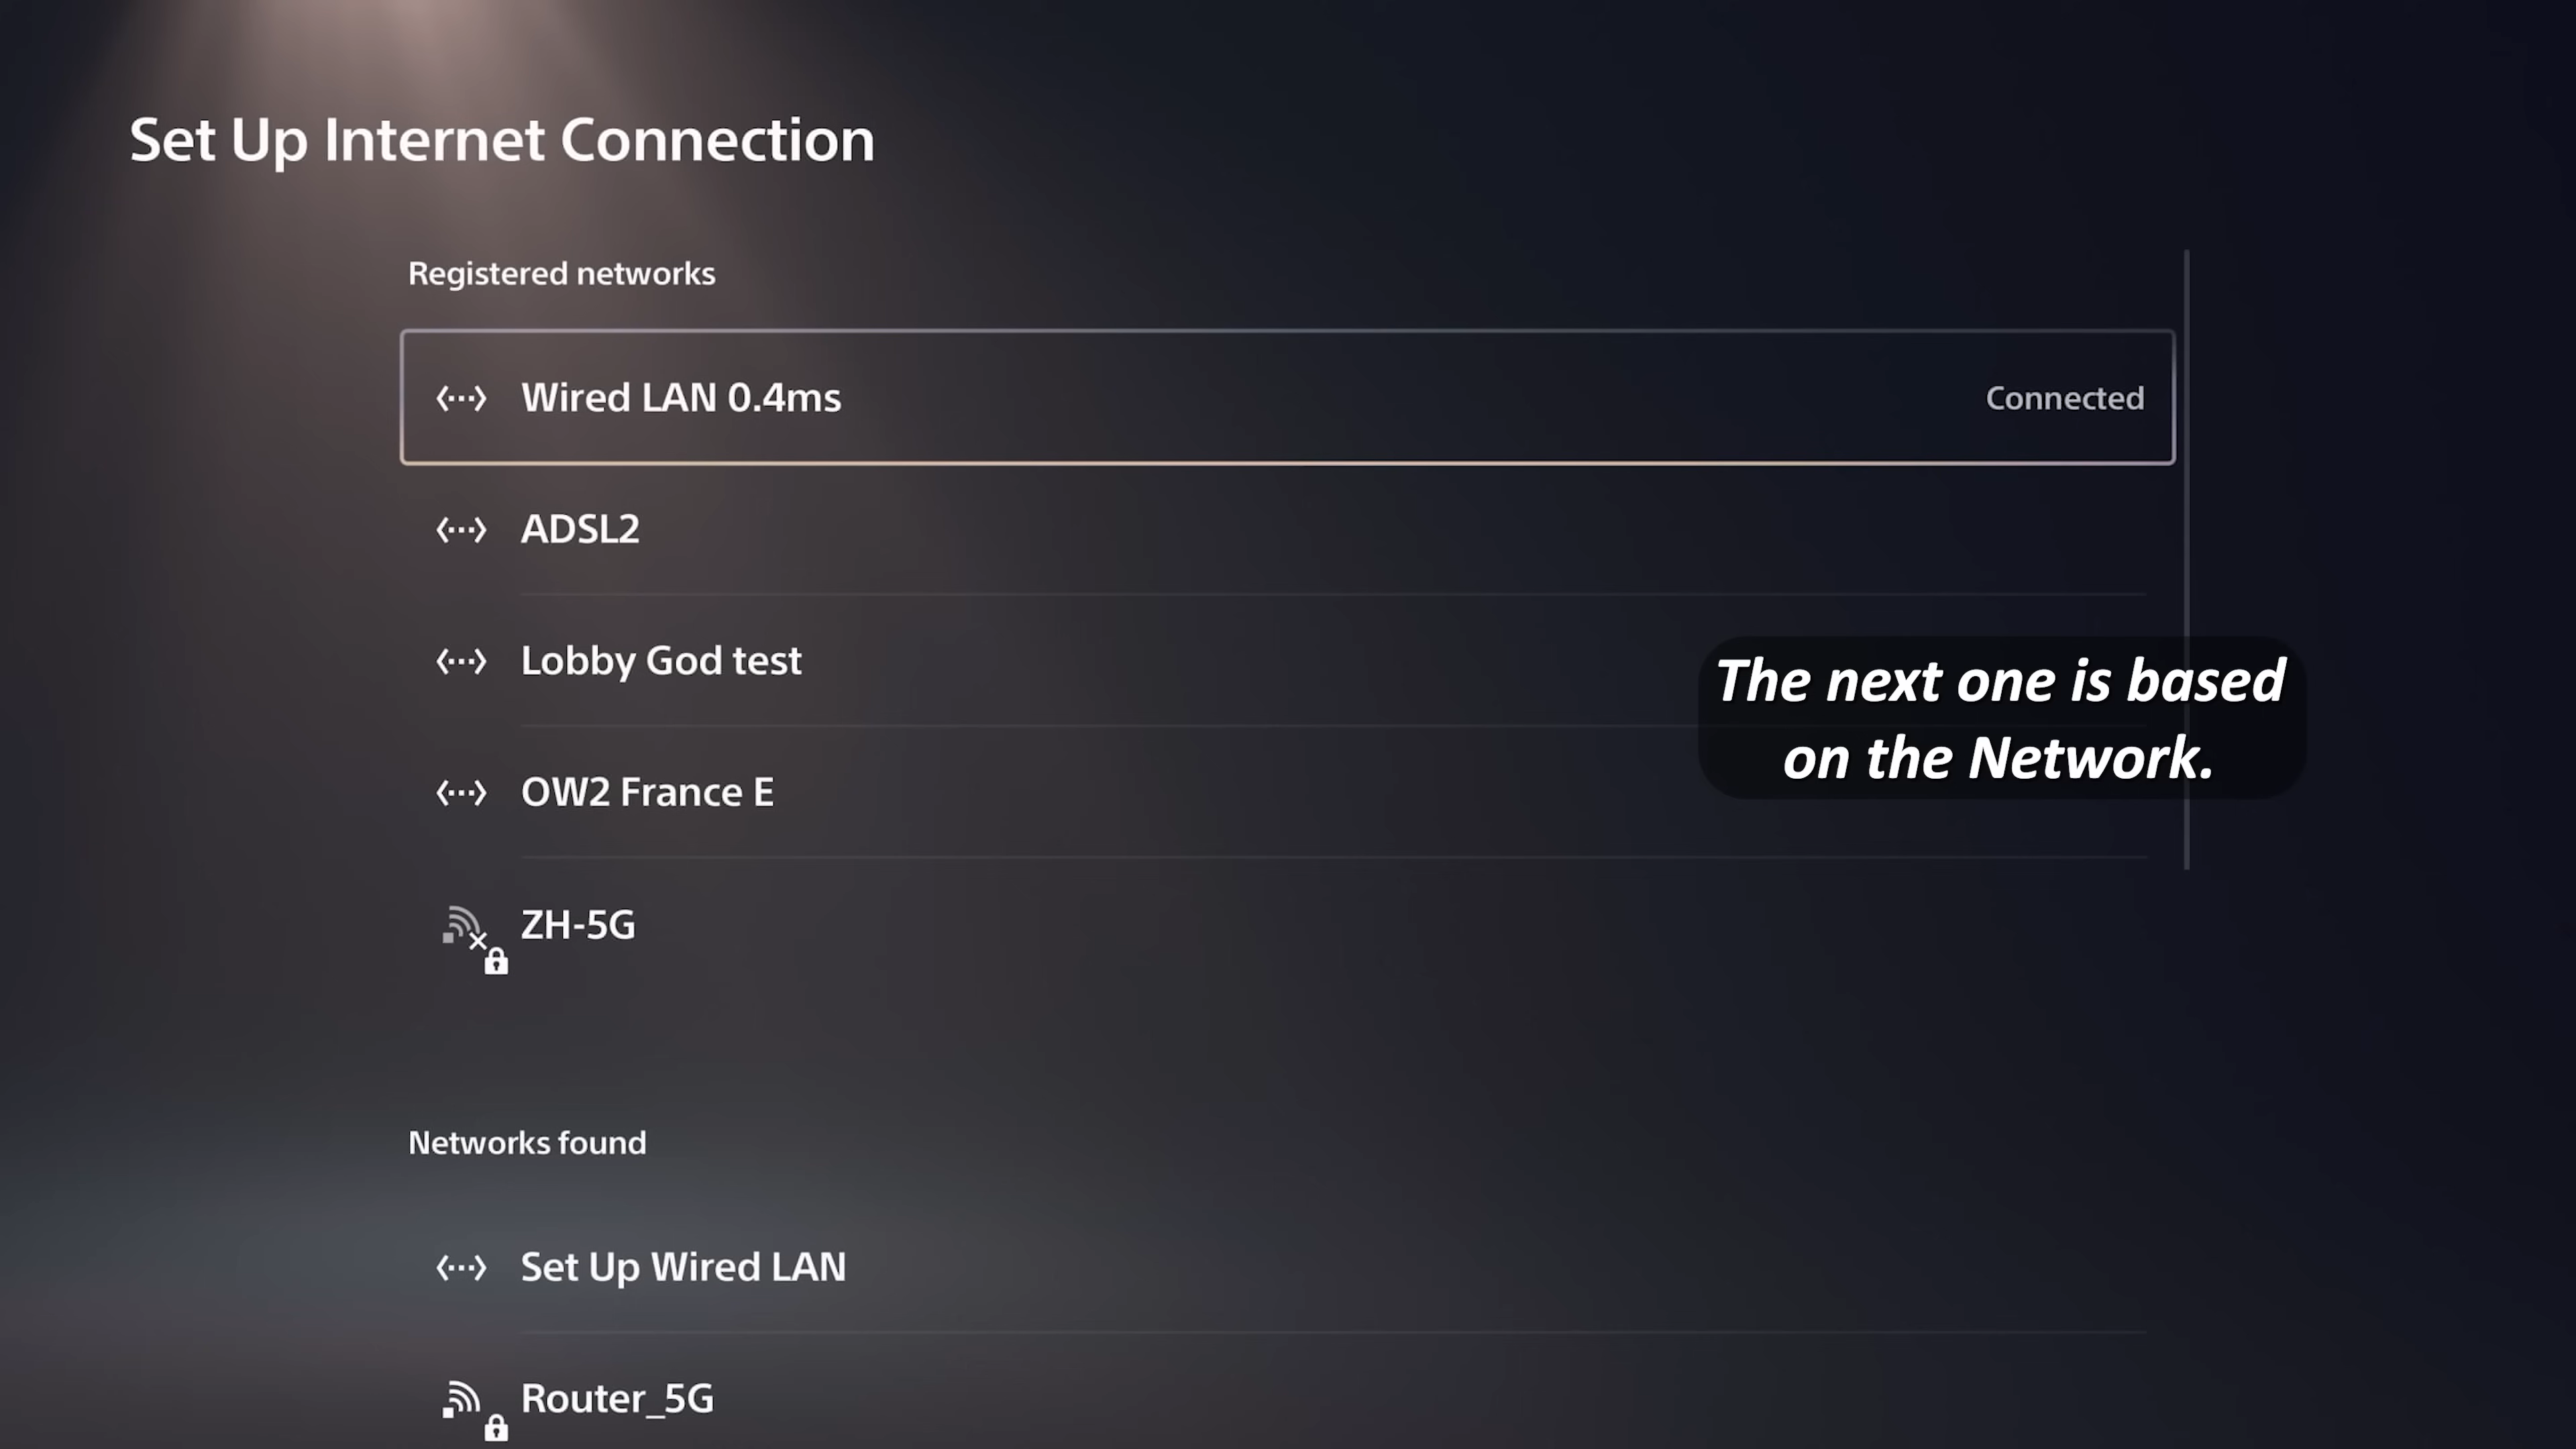 Set Up Internet Connection
Registered networks
Wired LAN 0.4ms
Connected
ADSL2
Lobby God test
The next one is based
on the Network.
OW2 France E
ZH-5G
Networks found
Set Up Wired LAN
Router_5G